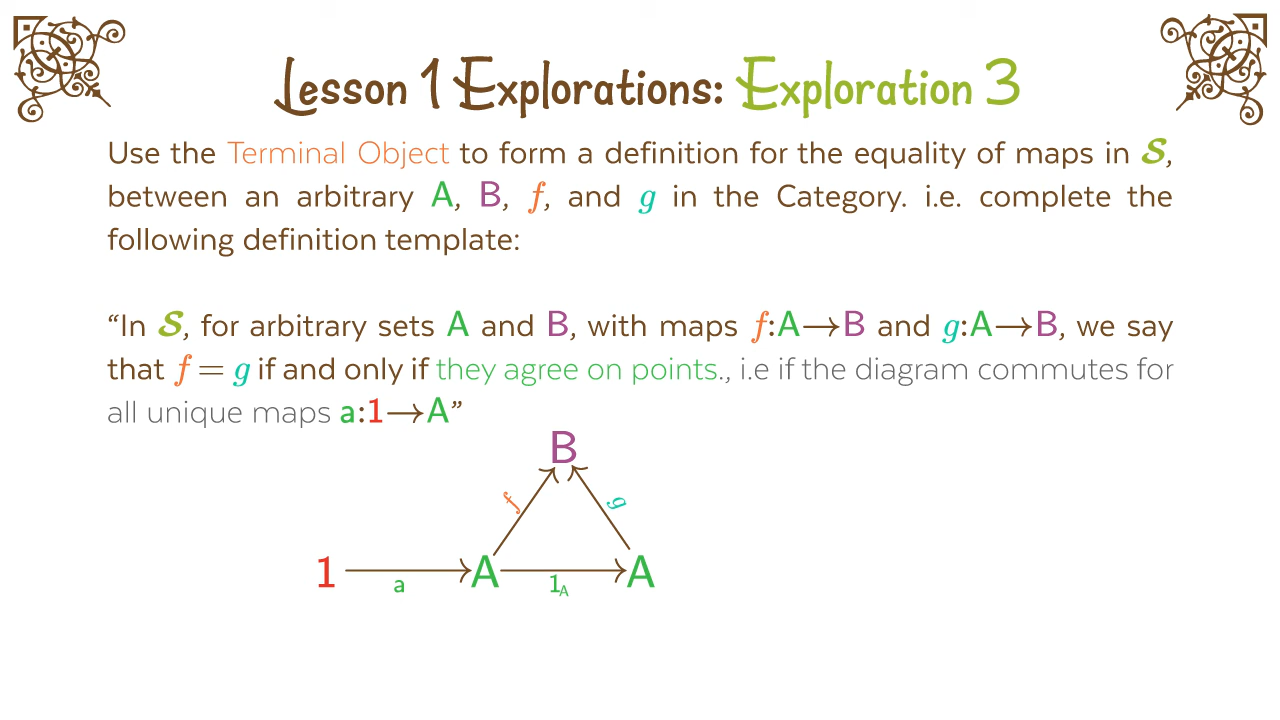 Lesson 1 Explorations: Exploration 3
Use the Terminal Object to form a definition for the equality of maps in 𝓢,
between an arbitrary A, B, f, and g in the Category. i.e. complete the
following definition template:
“In 𝓢, for arbitrary sets A and B, with maps f:A→B and g:A→B, we say
that f = g if and only if they agree on points., i.e if the diagram commutes for
all unique maps a:1→A”
B
f g
1 A A
a 1A